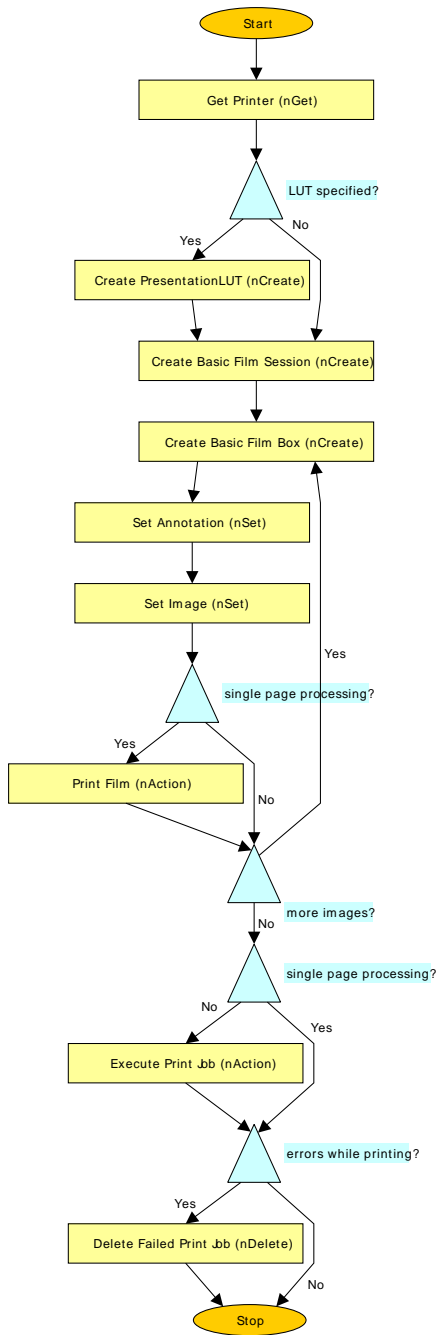 Start
Get Printer (nGet)
LUT specified?
Yes
No
Create PresentationLUT (nCreate)
Create Basic Film Session (nCreate)
Create Basic Film Box (nCreate)
Set Annotation (nSet)
Set Image (nSet)
Yes
single page processing?
Yes
Print Film (nAction)
No
more images?
No
single page processing?
No
Yes
Execute Print Job (nAction)
errors while printing?
Yes
Delete Failed Print Job (nDelete)
No
Stop